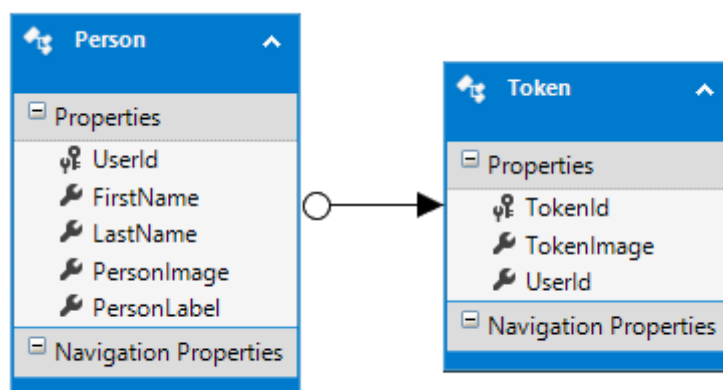 Person
Properties
UserId
FirstName
LastName
PersonImage
PersonLabel
Navigation Properties
Token
Properties
TokenId
TokenImage
UserId
Navigation Properties